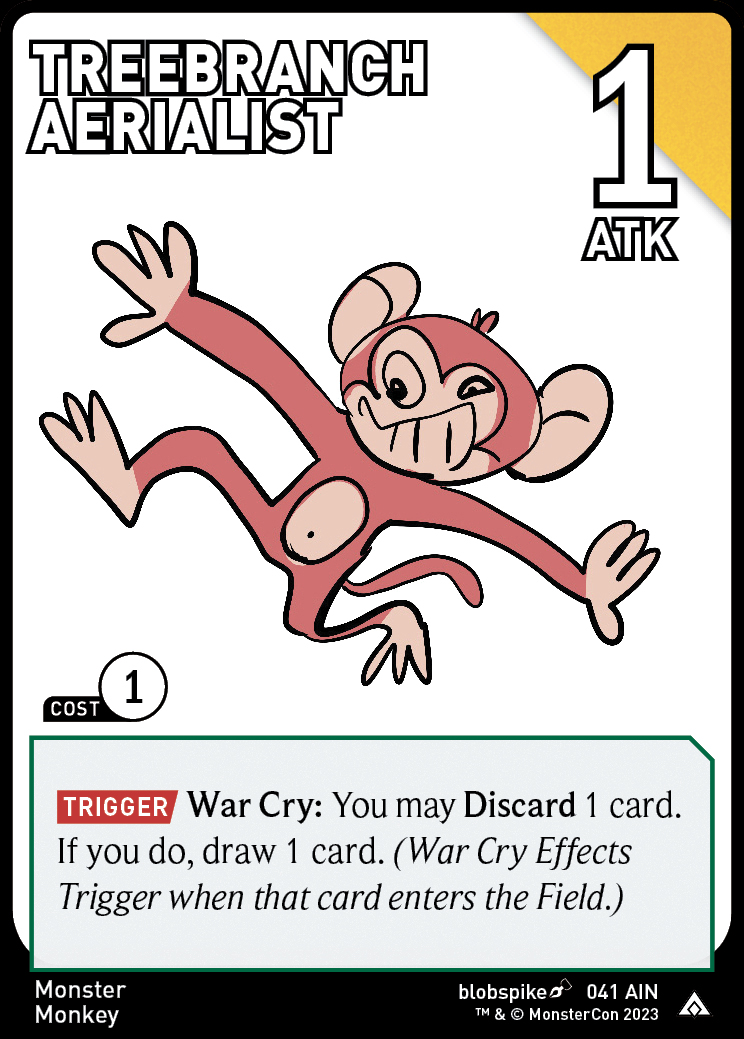 TREEBRANCH
AERIALIST
1
ATK
COST 1
TRIGGER War Cry: You may Discard 1 card.
If you do, draw 1 card. (War Cry Effects
Trigger when that card enters the Field.)
Monster
Monkey
blobspike 041 AIN
™ & © MonsterCon 2023